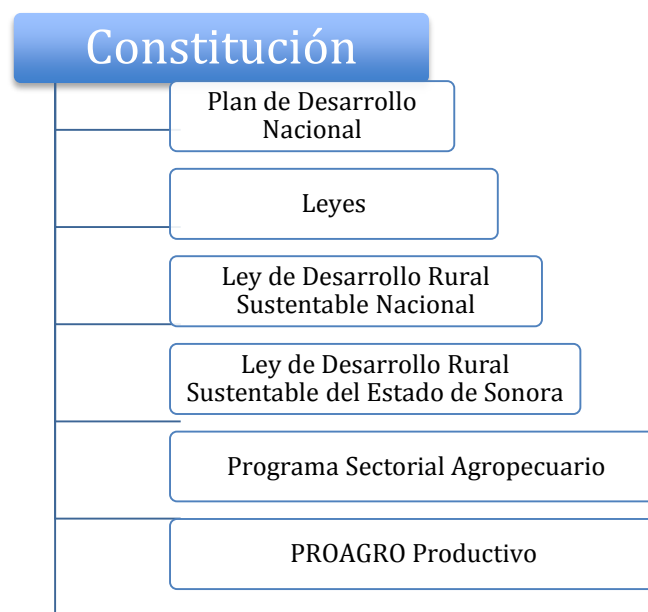 Constitución
Plan de Desarrollo
Nacional
Leyes
Ley de Desarrollo Rural
Sustentable Nacional
Ley de Desarrollo Rural
Sustentable del Estado de Sonora
Programa Sectorial Agropecuario
PROAGRO Productivo